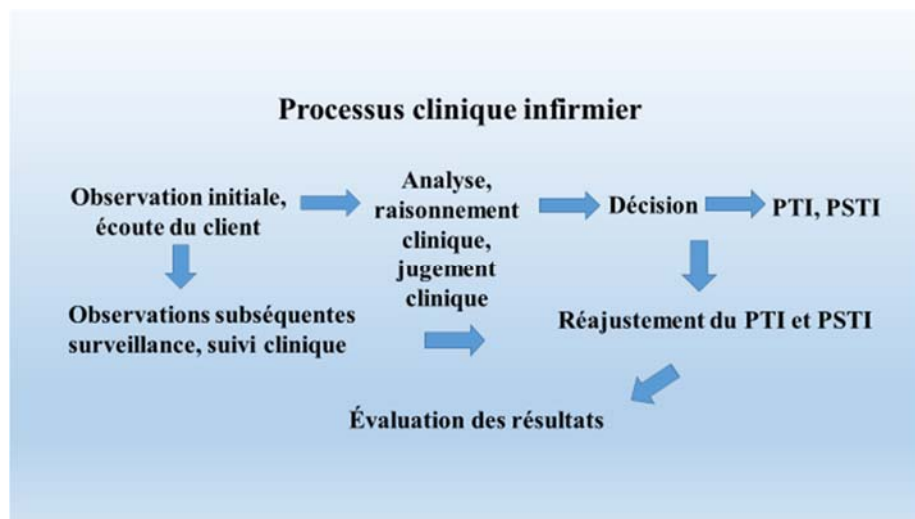 Processus clinique infirmier
Observation initiale,
écoute du client
Analyse,
raisonnement
clinique,
jugement
clinique
Décision
PTI, PSTI
Observations subséquentes
surveillance, suivi clinique
Réajustement du PTI et PSTI
Évaluation des résultats